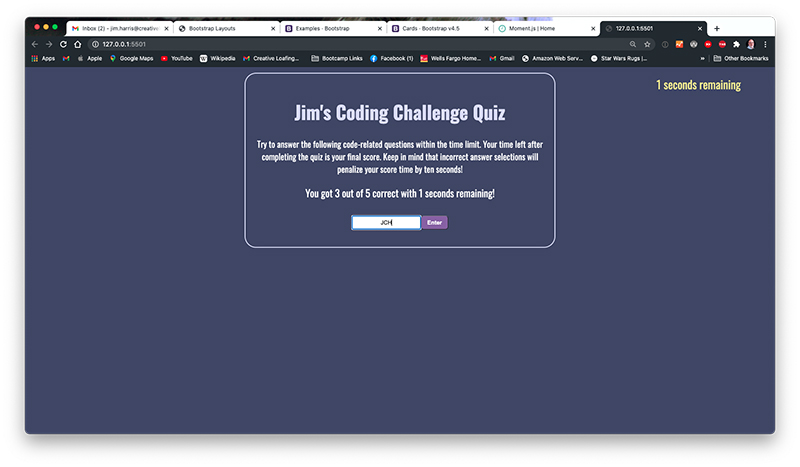 Inbox (2) - jim.harris@creative
Bootstrap Layouts
Examples · Bootstrap
Cards · Bootstrap v4.5
Moment.js | Home
127.0.0.1:5501
127.0.0.1:5501
Apps
Apple
Google Maps
YouTube
Wikipedia
Creative Loafing...
Bootcamp Links
Facebook (1)
Wells Fargo Home...
Gmail
Amazon Web Serv...
Star Wars Rugs |...
»
Other Bookmarks
1 seconds remaining
Jim's Coding Challenge Quiz
Try to answer the following code-related questions within the time limit. Your time left after
completing the quiz is your final score. Keep in mind that incorrect answer selections will
penalize your score time by ten seconds!
You got 3 out of 5 correct with 1 seconds remaining!
JCH
Enter